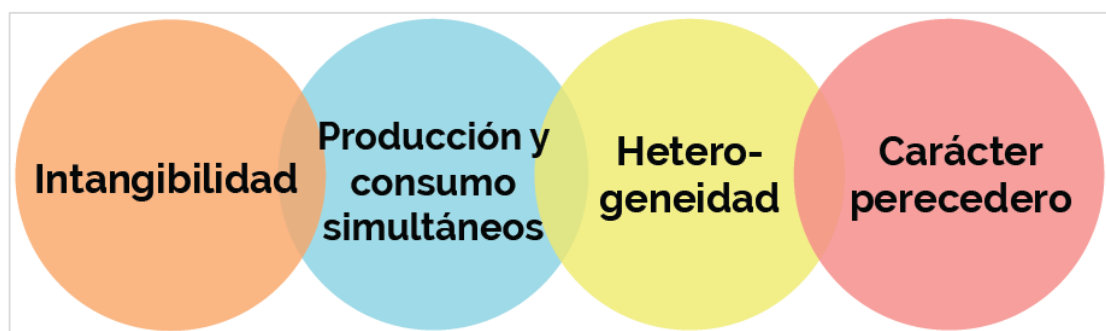 Intangibilidad
Producción y
consumo
simultáneos
Hetero-
geneidad
Carácter
perecedero